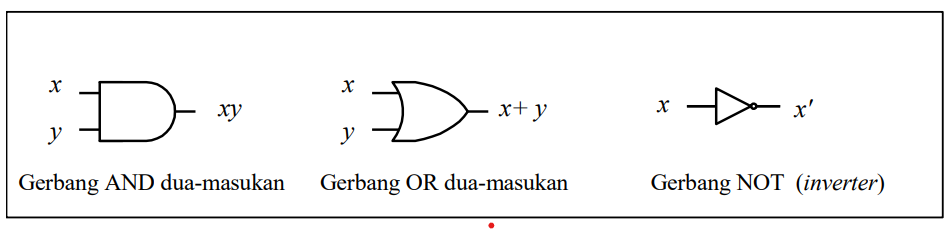 x
y
xy
Gerbang AND dua-masukan
x
y
x+ y
Gerbang OR dua-masukan
x
x'
Gerbang NOT (inverter)